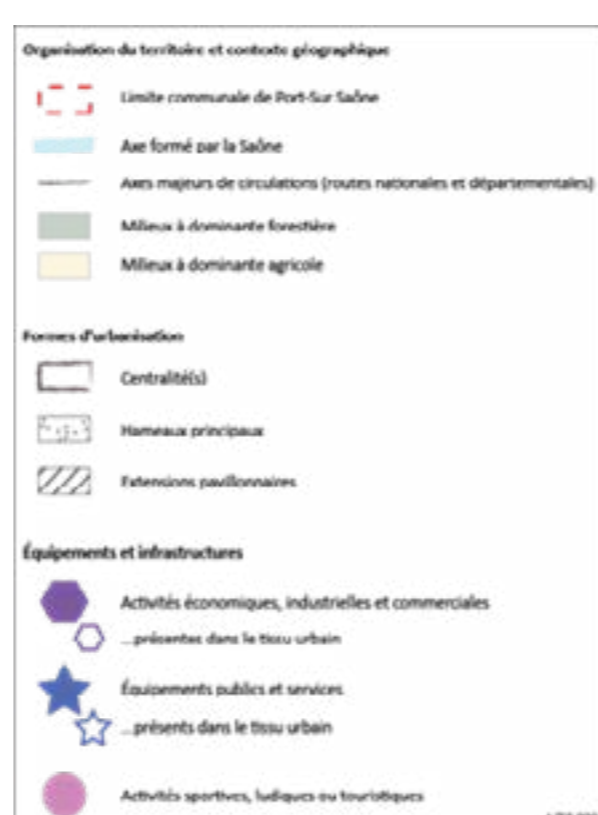 Organisation du territoire et contexte géographique
Limite communale de Port-Sur Saône
Axe formé par la Saône
Axes majeurs de circulations (routes nationales et départementales)
Milieux à dominante forestière
Milieux à dominante agricole
Formes d'urbanisation
Centralité(s)
Hameaux principaux
Extensions pavillonnaires
Équipements et infrastructures
Activités économiques, industrielles et commerciales
...présentes dans le tissu urbain
Équipements publics et services
...présents dans le tissu urbain
Activités sportives, ludiques ou touristiques